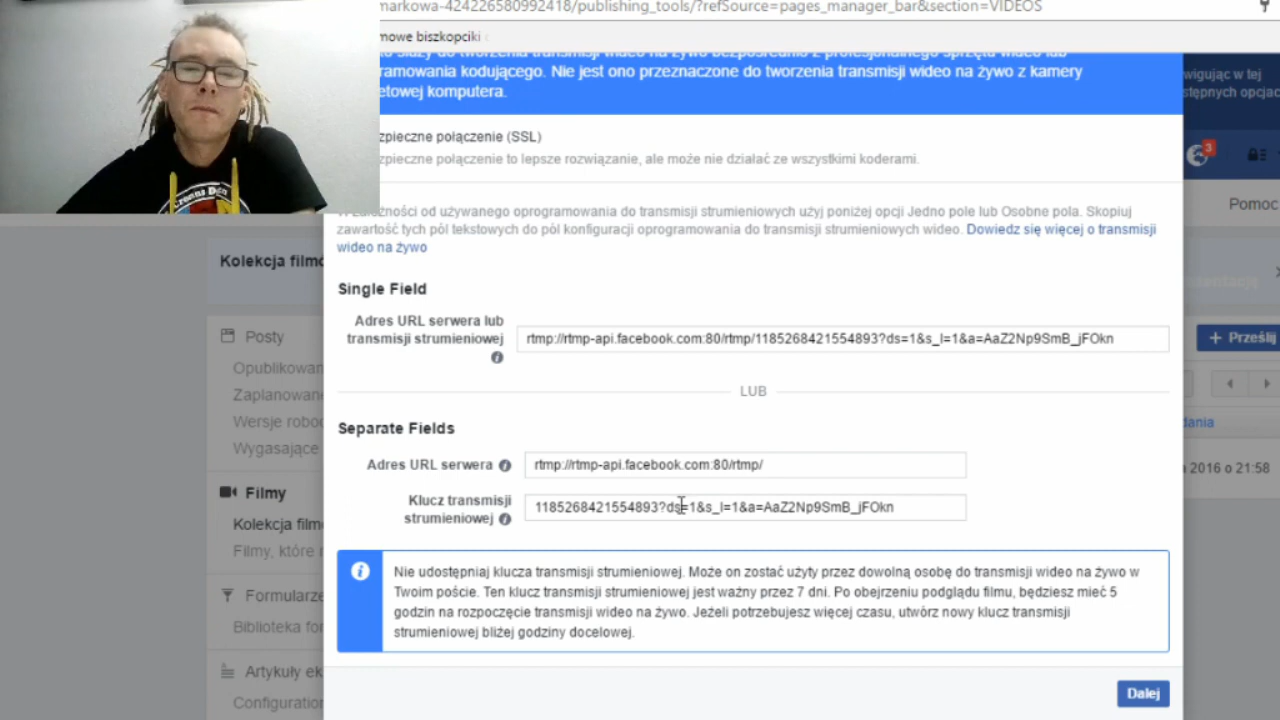 markowa-424226580992418/publishing_tools/?refSource=pages_manager_bar&section=VIDEOS
mowe biszkopciki
to służy do tworzenia transmisji wideo na żywo bezpośrednio z profesjonalnego sprzętu wideo lub
ramowania kodującego. Nie jest ono przeznaczone do tworzenia transmisji wideo na żywo z kamery
etowej komputera.
wigując w tej
stępnych opcjac
zpieczne połączenie (SSL)
zpieczne połączenie to lepsze rozwiązanie, ale może nie działać ze wszystkimi koderami.
3
Pomoc
W zależności od używanego oprogramowania do transmisji strumieniowych użyj poniżej opcji Jedno pole lub Osobne pola. Skopiuj
zawartość tych pól tekstowych do pól konfiguracji oprogramowania do transmisji strumieniowych wideo. Dowiedz się więcej o transmisji
wideo na żywo
Kolekcja filmo
Single Field
Adres URL serwera lub
transmisji strumieniowej
rtmp://rtmp-api.facebook.com:80/rtmp/1185268421554893?ds=1&s_l=1&a=AaZ2Np9SmB_jFOkn
Posty
+ Prześlij
Opublikowan
Zaplanowane
LUB
Wersje roboc
dania
Wygasające
Separate Fields
Adres URL serwera
rtmp://rtmp-api.facebook.com:80/rtmp/
2016 o 21:58
Filmy
Klucz transmisji
strumieniowej
1185268421554893?ds=1&s_l=1&a=AaZ2Np9SmB_jFOkn
Kolekcja film
Filmy, które
Nie udostępniaj klucza transmisji strumieniowej. Może on zostać użyty przez dowolną osobę do transmisji wideo na żywo w
Twoim poście. Ten klucz transmisji strumieniowej jest ważny przez 7 dni. Po obejrzeniu podglądu filmu, będziesz mieć 5
godzin na rozpoczęcie transmisji wideo na żywo. Jeżeli potrzebujesz więcej czasu, utwórz nowy klucz transmisji
strumieniowej bliżej godziny docelowej.
Formularze
Biblioteka for
Artykuły ek
Configuration
Dalej